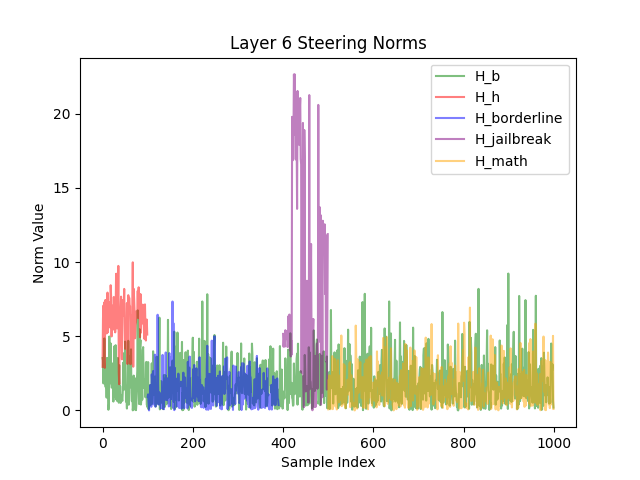 Layer 6 Steering Norms
Norm Value
20
15
10
5
0
0 200 400 600 800 1000
Sample Index
H_b
H_h
H_borderline
H_jailbreak
H_math